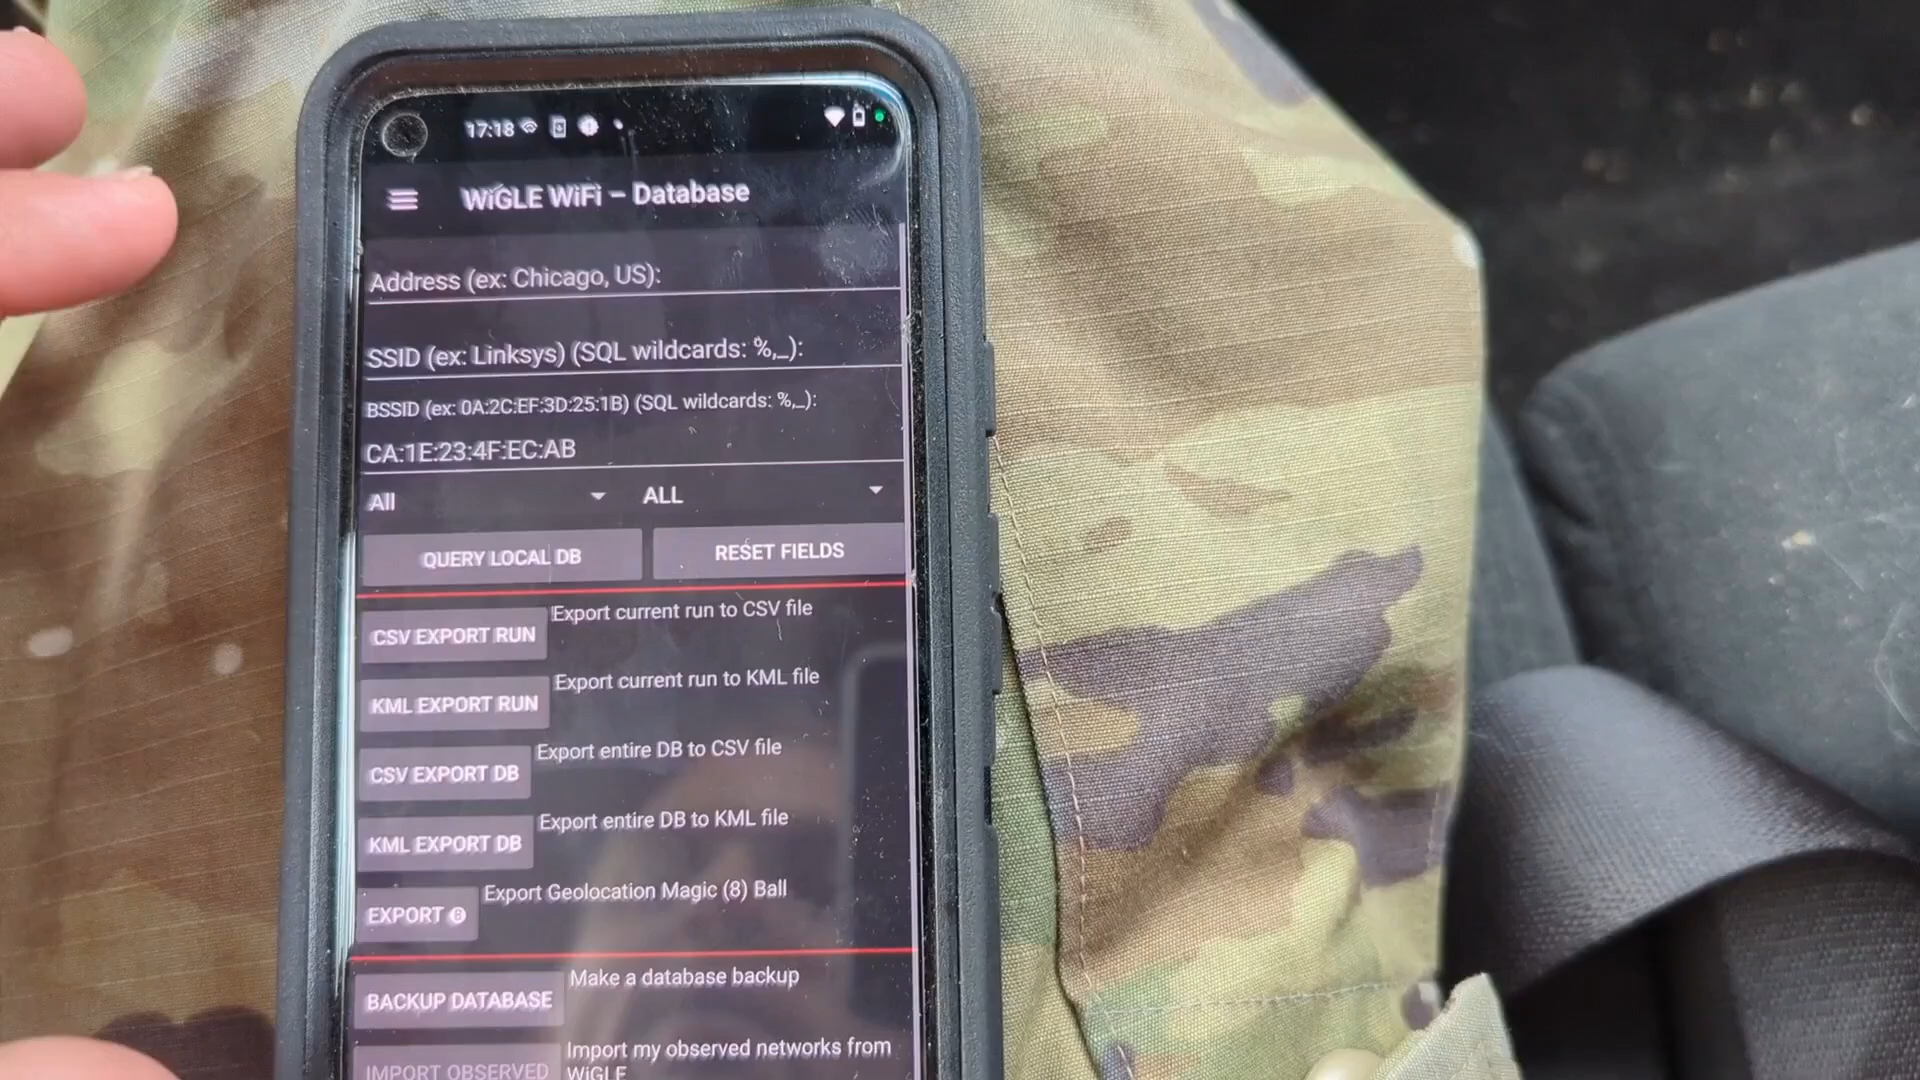 17:18
WiGLE WiFi – Database
Address (ex: Chicago, US):
SSID (ex: Linksys) (SQL wildcards: %,_):
BSSID (ex: 0A:2C:EF:3D:25:1B) (SQL wildcards: %,_):
CA:1E:23:4F:EC:AB
All ALL
QUERY LOCAL DB RESET FIELDS
CSV EXPORT RUN Export current run to CSV file
KML EXPORT RUN Export current run to KML file
CSV EXPORT DB Export entire DB to CSV file
KML EXPORT DB Export entire DB to KML file
EXPORT 8 Export Geolocation Magic (8) Ball
BACKUP DATABASE Make a database backup
IMPORT OBSERVED Import my observed networks from
WiGLE